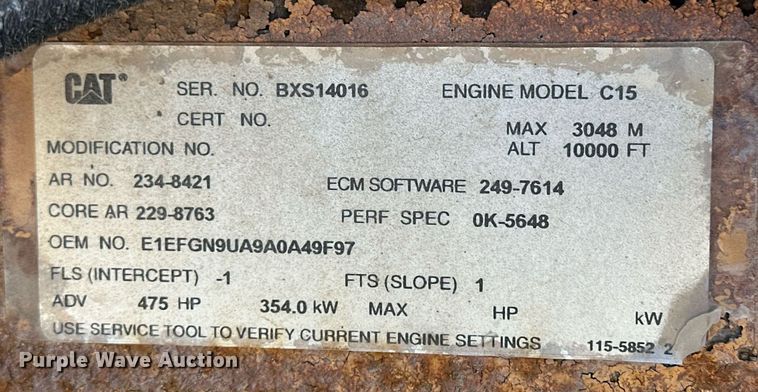 CAT® SER. NO. BXS14016 ENGINE MODEL C15
CERT NO. MAX 3048 M
MODIFICATION NO. ALT 10000 FT
AR NO. 234-8421 ECM SOFTWARE 249-7614
CORE AR 229-8763 PERF SPEC 0K-5648
OEM NO. E1EFGN9UA9A0A49F97
FLS (INTERCEPT) -1 FTS (SLOPE) 1
ADV 475 HP 354.0 kW MAX HP kW
USE SERVICE TOOL TO VERIFY CURRENT ENGINE SETTINGS 115-5852 2
Purple Wave Auction